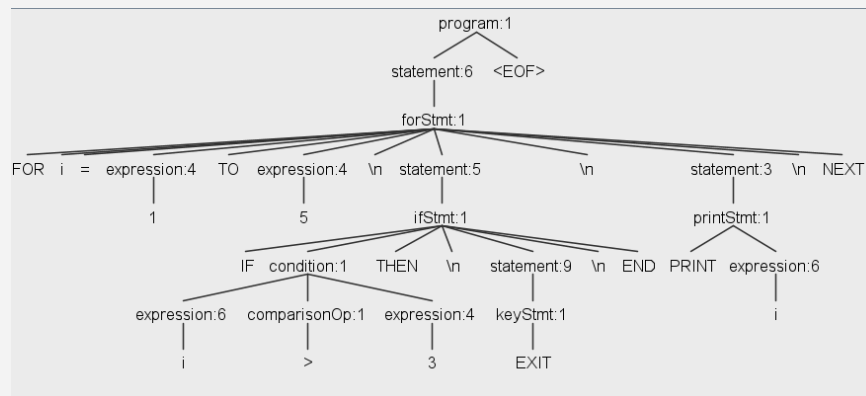 program:1
statement:6 <EOF>
forStmt:1
FOR i = expression:4 TO expression:4 \n statement:5 \n statement:3 \n NEXT
1 5 ifStmt:1 printStmt:1
IF condition:1 THEN \n statement:9 \n END PRINT expression:6
expression:6 comparisonOp:1 expression:4 keyStmt:1 i
i > 3 EXIT